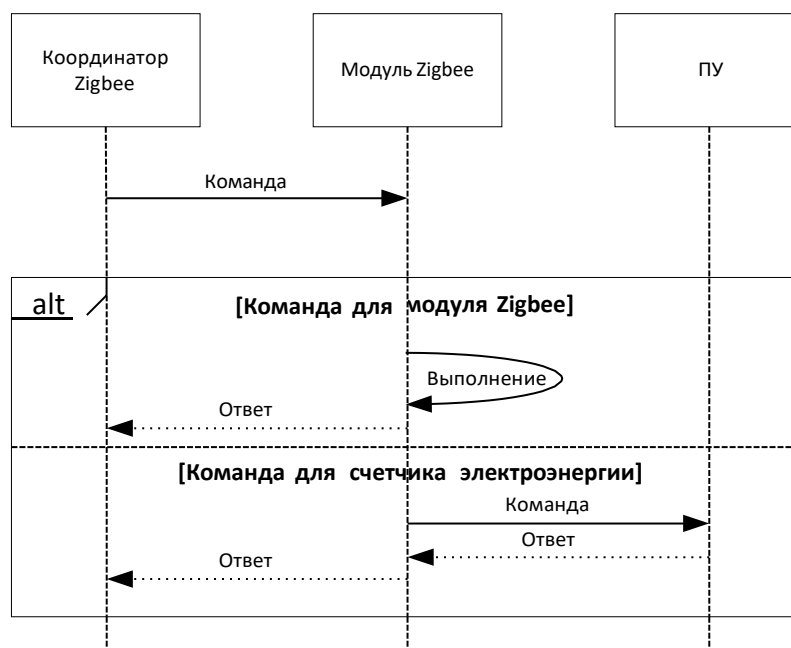 Координатор
Zigbee
Модуль Zigbee
ПУ
Команда
alt
[Команда для модуля Zigbee]
Выполнение
Ответ
[Команда для счетчика электроэнергии]
Команда
Ответ
Ответ